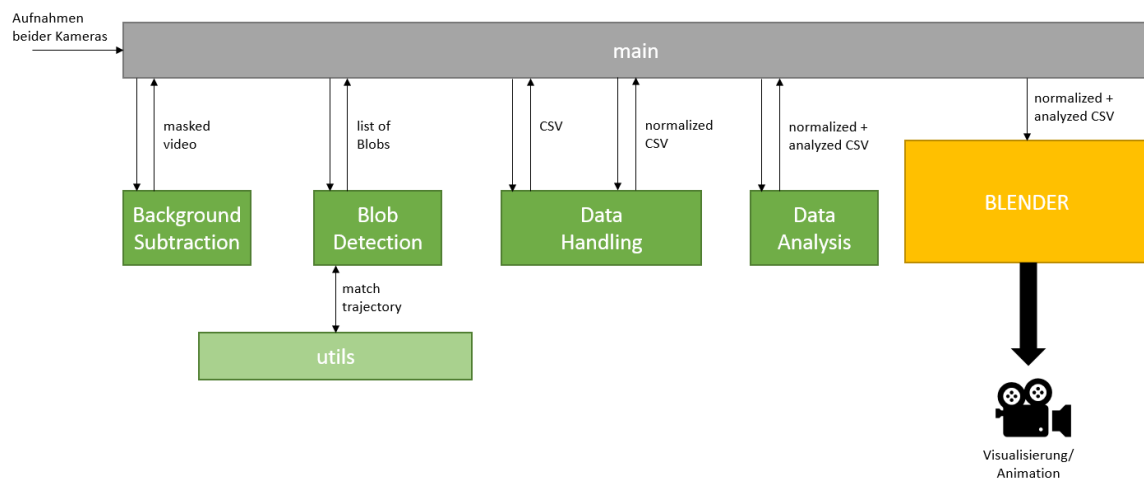 Aufnahmen
beider Kameras
main
masked
video
list of
Blobs
CSV
normalized
CSV
normalized +
analyzed CSV
normalized +
analyzed CSV
Background
Subtraction
Blob
Detection
Data
Handling
Data
Analysis
BLENDER
match
trajectory
utils
Visualisierung/
Animation